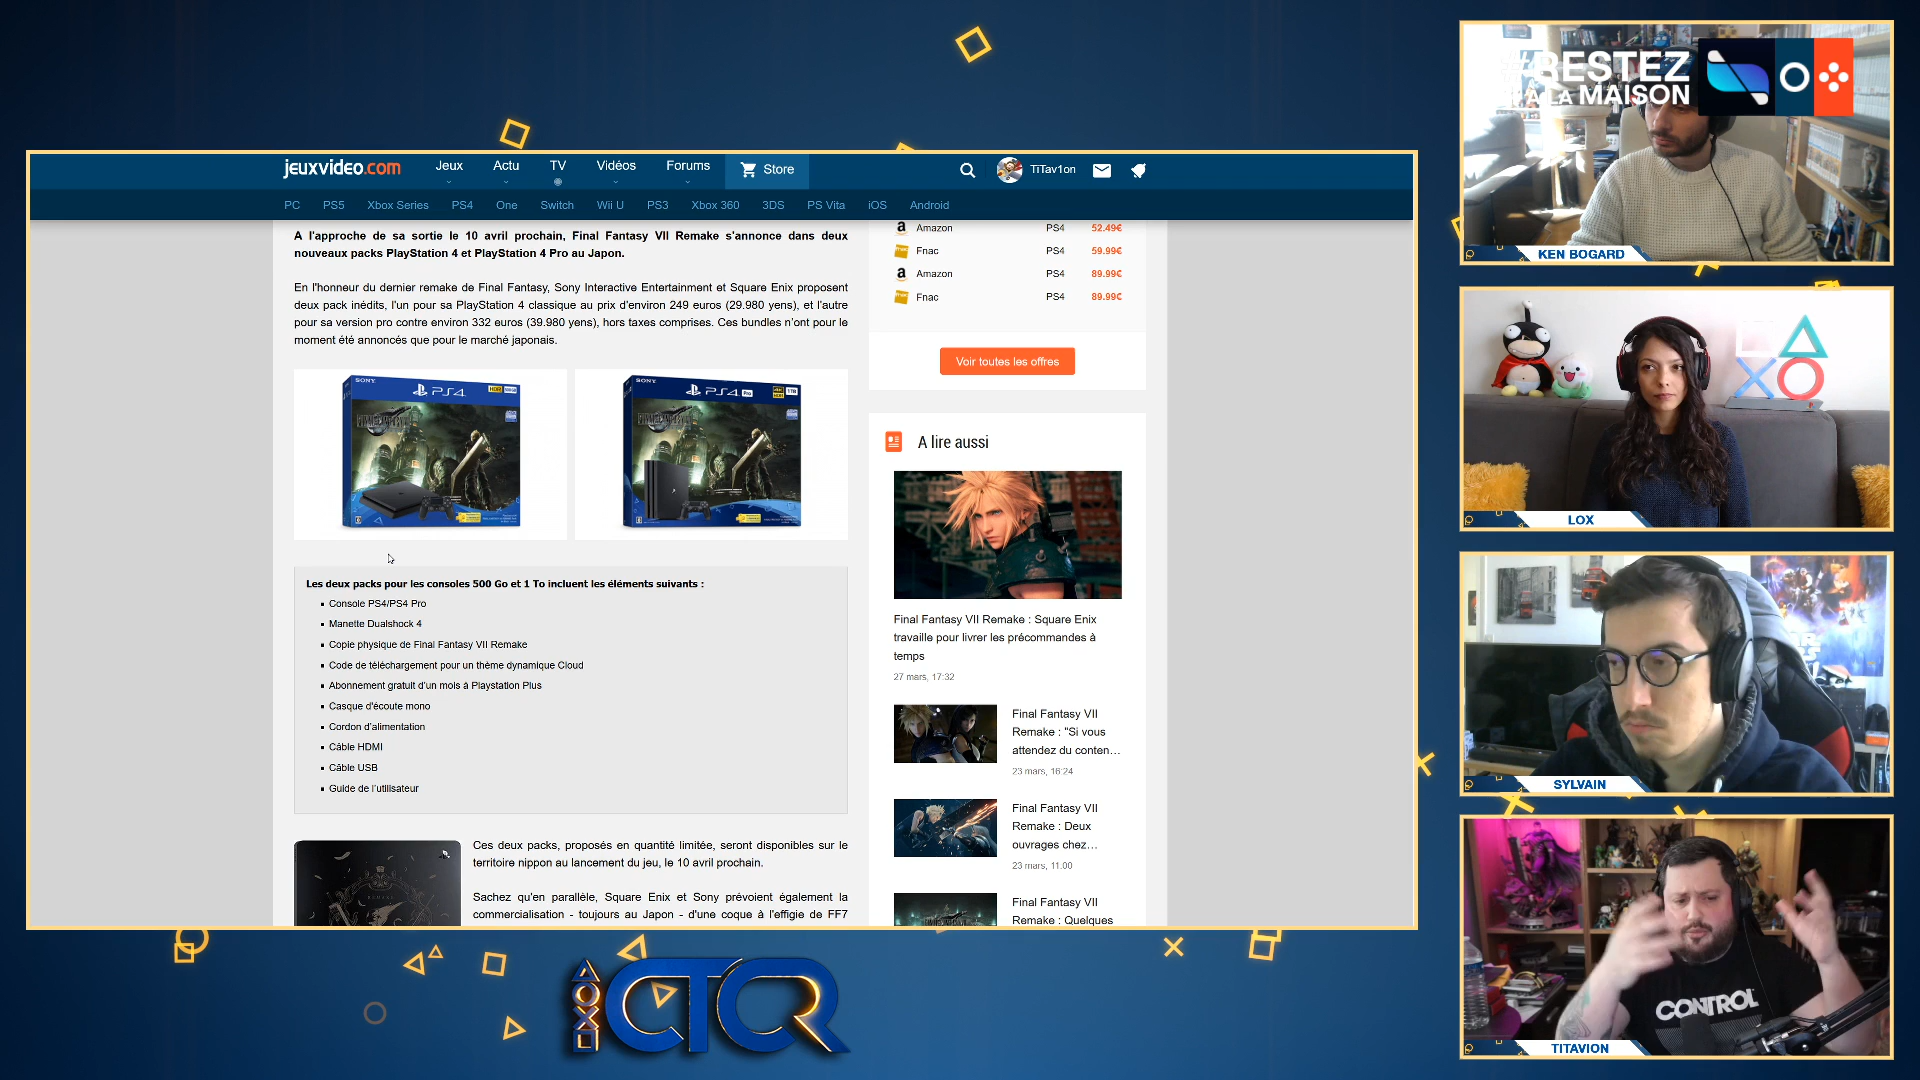 jeuxvideo.com Jeux Actu TV Vidéos Forums Store TiTav1on
PC PS5 Xbox Series PS4 One Switch Wii U PS3 Xbox 360 3DS PS Vita iOS Android
A l'approche de sa sortie le 10 avril prochain, Final Fantasy VII Remake s'annonce dans deux
nouveaux packs PlayStation 4 et PlayStation 4 Pro au Japon.
En l'honneur du dernier remake de Final Fantasy, Sony Interactive Entertainment et Square Enix proposent
deux pack inédits, l'un pour sa PlayStation 4 classique au prix d'environ 249 euros (29.980 yens), et l'autre
pour sa version pro contre environ 332 euros (39.980 yens), hors taxes comprises. Ces bundles n'ont pour le
moment été annoncés que pour le marché japonais.
SONY
PS4
HDR
SONY
PS4 Pro
4K
HDR
1TB
Les deux packs pour les consoles 500 Go et 1 To incluent les éléments suivants :
Console PS4/PS4 Pro
Manette Dualshock 4
Copie physique de Final Fantasy VII Remake
Code de téléchargement pour un thème dynamique Cloud
Abonnement gratuit d'un mois à Playstation Plus
Casque d'écoute mono
Cordon d'alimentation
Câble HDMI
Câble USB
Guide de l'utilisateur
Ces deux packs, proposés en quantité limitée, seront disponibles sur le
territoire nippon au lancement du jeu, le 10 avril prochain.
Sachez qu'en parallèle, Square Enix et Sony prévoient également la
commercialisation - toujours au Japon - d'une coque à l'effigie de FF7
Amazon PS4 52.49€
Fnac PS4 59.99€
Amazon PS4 89.99€
Fnac PS4 89.99€
Voir toutes les offres
A lire aussi
Final Fantasy VII Remake : Square Enix
travaille pour livrer les précommandes à
temps
27 mars, 17:32
Final Fantasy VII
Remake : "Si vous
attendez du conten...
23 mars, 16:24
Final Fantasy VII
Remake : Deux
ouvrages chez...
23 mars, 11:00
Final Fantasy VII
Remake : Quelques
CTCR
#RESTEZ
À LA MAISON
KEN BOGARD
LOX
SYLVAIN
CONTROL
TITAVION